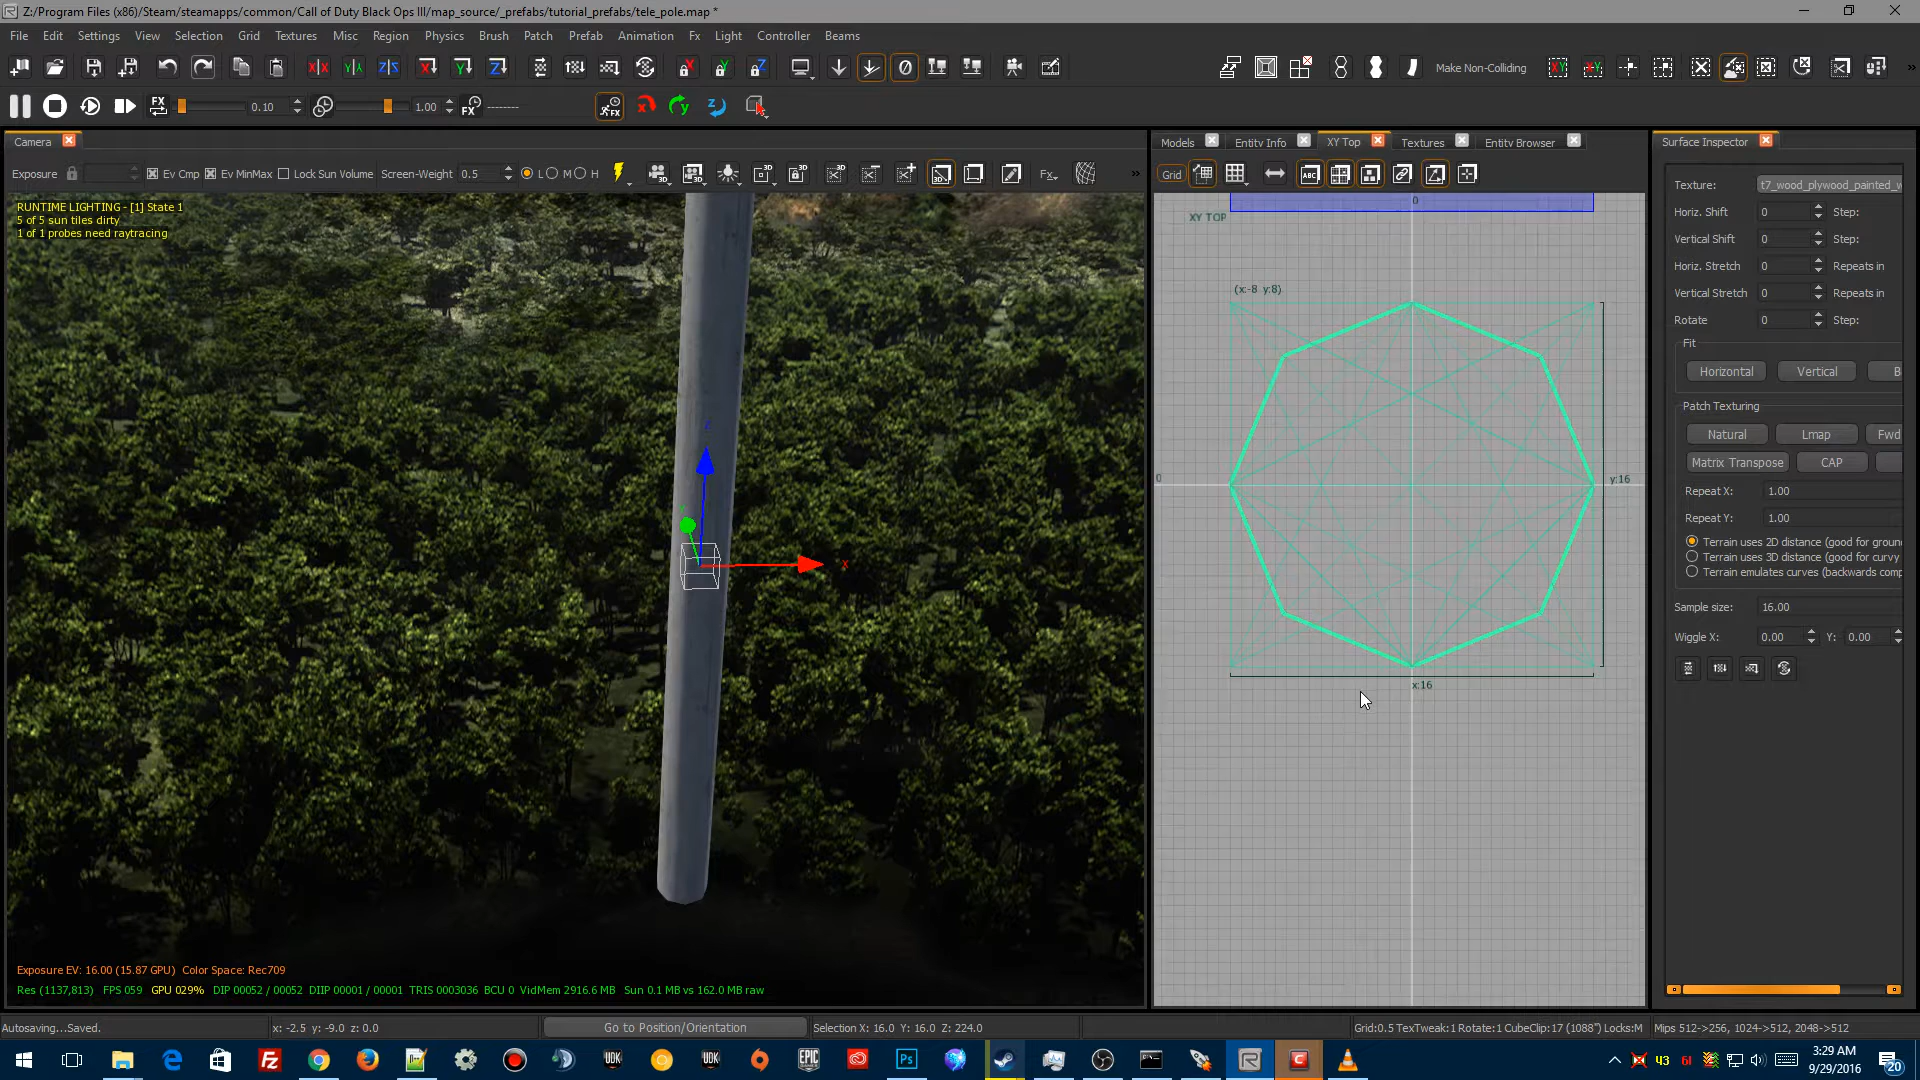 Z:/Program Files (x86)/Steam/steamapps/common/Call of Duty Black Ops III/map_source/_prefabs/tutorial_prefabs/tele_pole.map *
File Edit Settings View Selection Grid Textures Misc Region Physics Brush Patch Prefab Animation Fx Light Controller Beams
Make Non-Colliding
FX 0.10 1.00 FX --------
Camera
Models Entity Info XY Top Textures Entity Browser
Surface Inspector
Exposure Ev Cmp Ev MinMax Lock Sun Volume Screen-Weight 0.5 L M H
Grid
RUNTIME LIGHTING - [1] State 1
5 of 5 sun tiles dirty
1 of 1 probes need raytracing
XY TOP
0
(x:-8 y:8)
0
y:16
x:16
z
x
Texture: t7_wood_plywood_painted_w
Horiz. Shift 0 Step:
Vertical Shift 0 Step:
Horiz. Stretch 0 Repeats in
Vertical Stretch 0 Repeats in
Rotate 0 Step:
Fit
Horizontal Vertical B
Patch Texturing
Natural Lmap Fwd
Matrix Transpose CAP
Repeat X: 1.00
Repeat Y: 1.00
Terrain uses 2D distance (good for groun
Terrain uses 3D distance (good for curvy
Terrain emulates curves (backwards comp
Sample size: 16.00
Wiggle X: 0.00 Y: 0.00
Exposure EV: 16.00 (15.87 GPU) Color Space: Rec709
Res (1137,813) FPS 059 GPU 029% DIP 00052 / 00052 DIIP 00001 / 00001 TRIS 0003036 BCU 0 VidMem 2916.6 MB Sun 0.1 MB vs 162.0 MB raw
Autosaving...Saved. x: -2.5 y: -9.0 z: 0.0 Go to Position/Orientation Selection X: 16.0 Y: 16.0 Z: 224.0 Grid:0.5 TexTweak:1 Rotate:1 CubeClip:17 (1088") Locks:M Mips 512->256, 1024->512, 2048->512
3:29 AM
9/29/2016
20